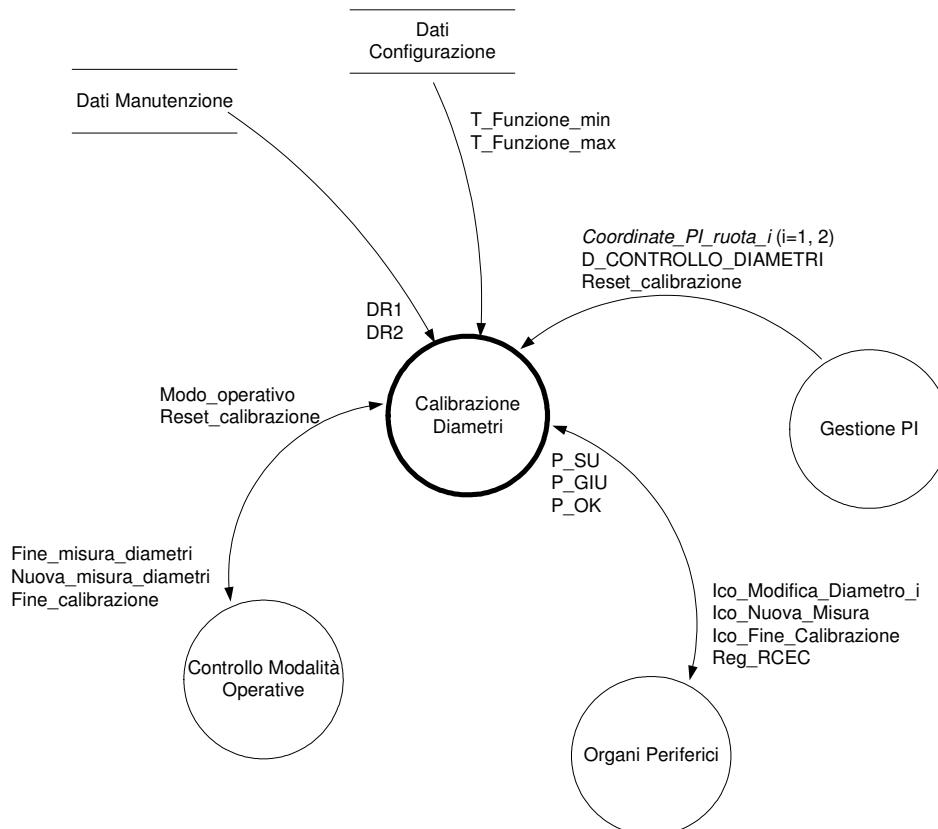 Dati
Configurazione
Dati Manutenzione
T_Funzione_min
T_Funzione_max
Coordinate_PI_ruota_i (i=1, 2)
D_CONTROLLO_DIAMETRI
Reset_calibrazione
DR1
DR2
Modo_operativo
Reset_calibrazione
Calibrazione
Diametri
Gestione PI
P_SU
P_GIU
P_OK
Fine_misura_diametri
Nuova_misura_diametri
Fine_calibrazione
Ico_Modifica_Diametro_i
Ico_Nuova_Misura
Ico_Fine_Calibrazione
Reg_RCEC
Controllo Modalità
Operative
Organi Periferici